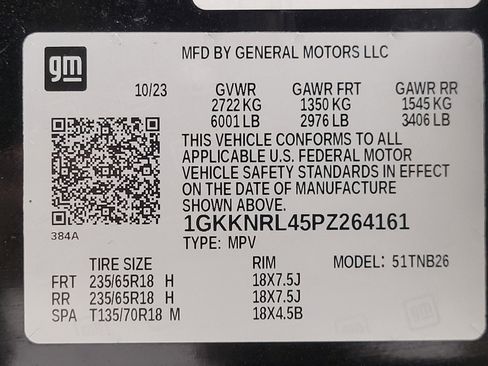 gm
MFD BY GENERAL MOTORS LLC
10/23 GVWR GAWR FRT GAWR RR
2722 KG 1350 KG 1545 KG
6001 LB 2976 LB 3406 LB
THIS VEHICLE CONFORMS TO ALL
APPLICABLE U.S. FEDERAL MOTOR
VEHICLE SAFETY STANDARDS IN EFFECT
ON THE DATE OF MANUFACTURE
SHOWN ABOVE.
384A
1GKKNRL45PZ264161
TYPE: MPV
TIRE SIZE RIM MODEL: 51TNB26
FRT 235/65R18 H 18X7.5J
RR 235/65R18 H 18X7.5J
SPA T135/70R18 M 18X4.5B